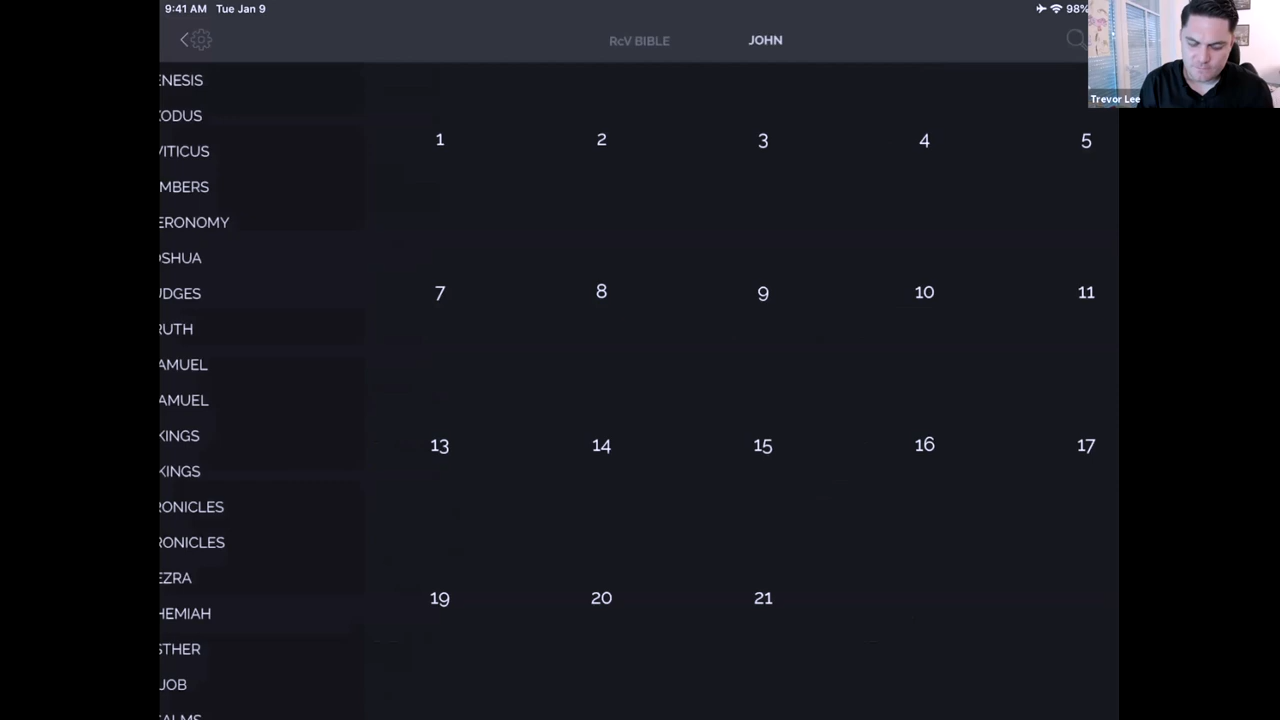 9:41 AM Tue Jan 9 98%
RcV BIBLE JOHN
Trevor Lee
ENESIS
ODUS
VITICUS
MBERS
ERONOMY
OSHUA
UDGES
RUTH
AMUEL
AMUEL
KINGS
KINGS
RONICLES
RONICLES
EZRA
HEMIAH
STHER
JOB
ALMS
1 2 3 4 5
7 8 9 10 11
13 14 15 16 17
19 20 21